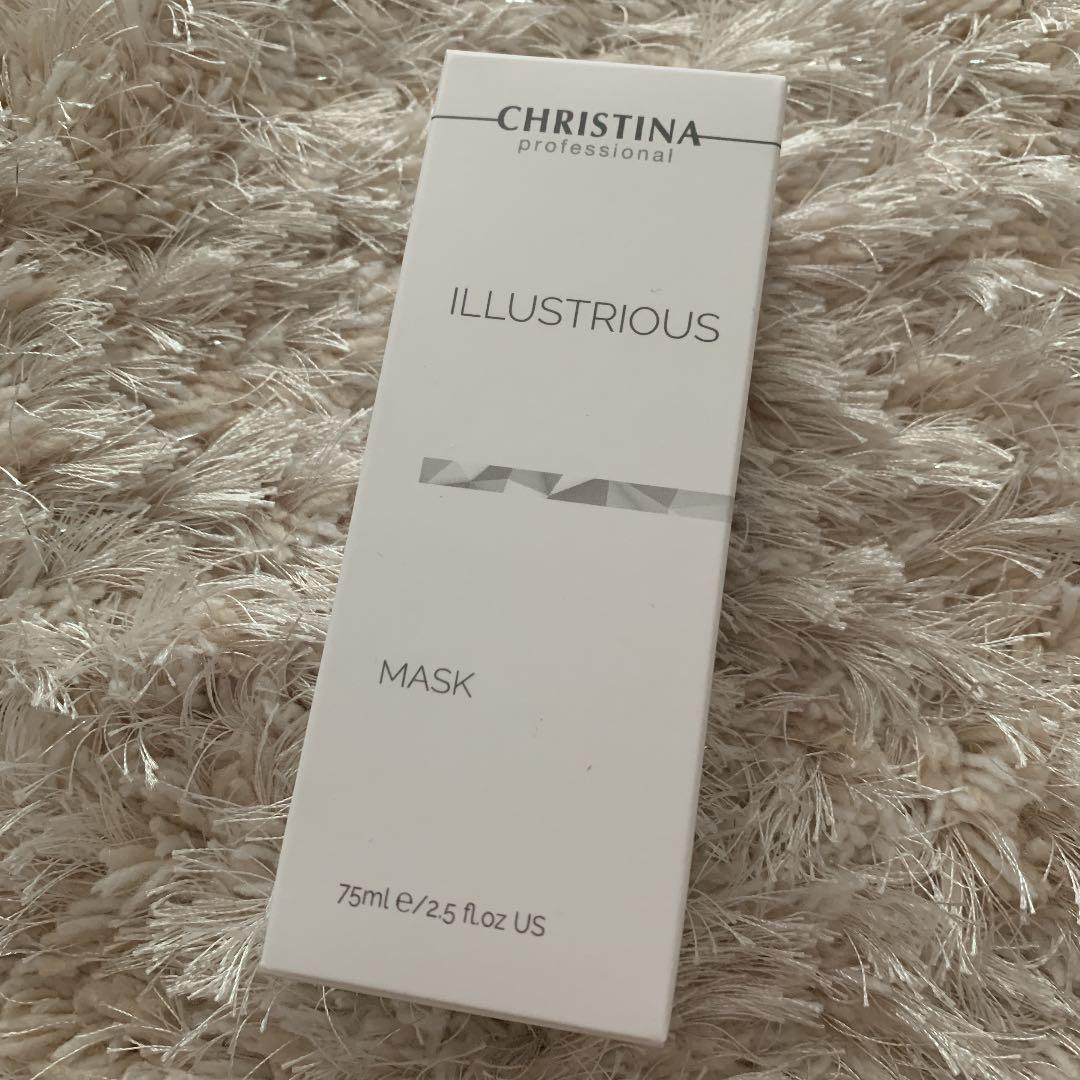 CHRISTINA
professional
ILLUSTRIOUS
MASK
75ml ℮/2.5 fl.oz US